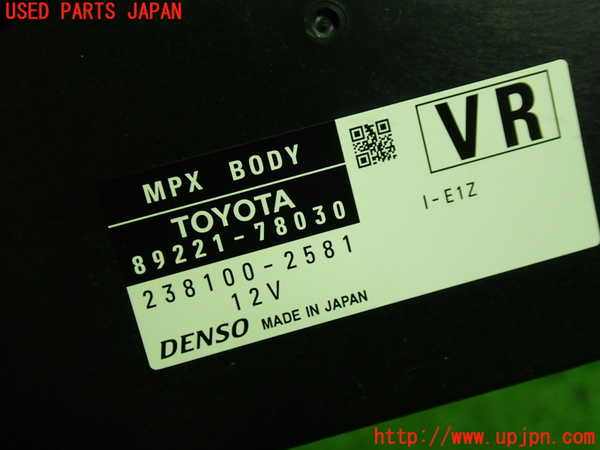 USED PARTS JAPAN
VR
MPX BODY
TOYOTA
89221-78030
I-E1Z
238100-2581
12V
DENSO MADE IN JAPAN
http://www.upjpn.com